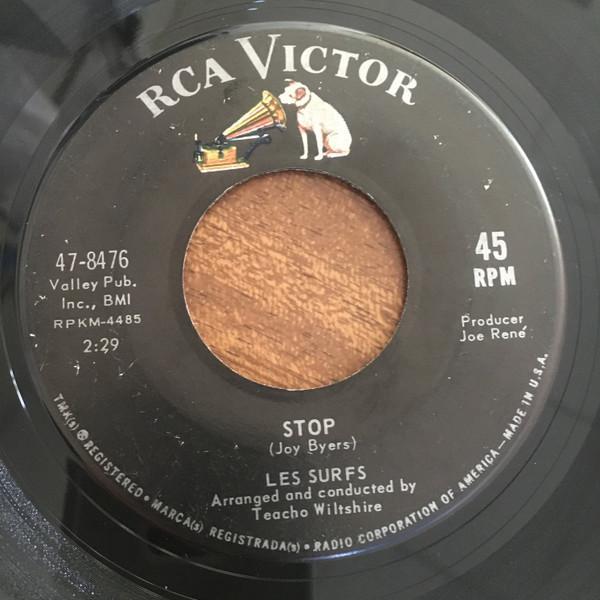 RCA VICTOR
47-8476
Valley Pub.
Inc., BMI
RPKM-4485
2:29
45
RPM
Producer
Joe René
STOP
(Joy Byers)
LES SURFS
Arranged and conducted by
Teacho Wiltshire
TMK(s) ® REGISTERED • MARCA(s) REGISTRADA(s) • RADIO CORPORATION OF AMERICA—MADE IN U.S.A.